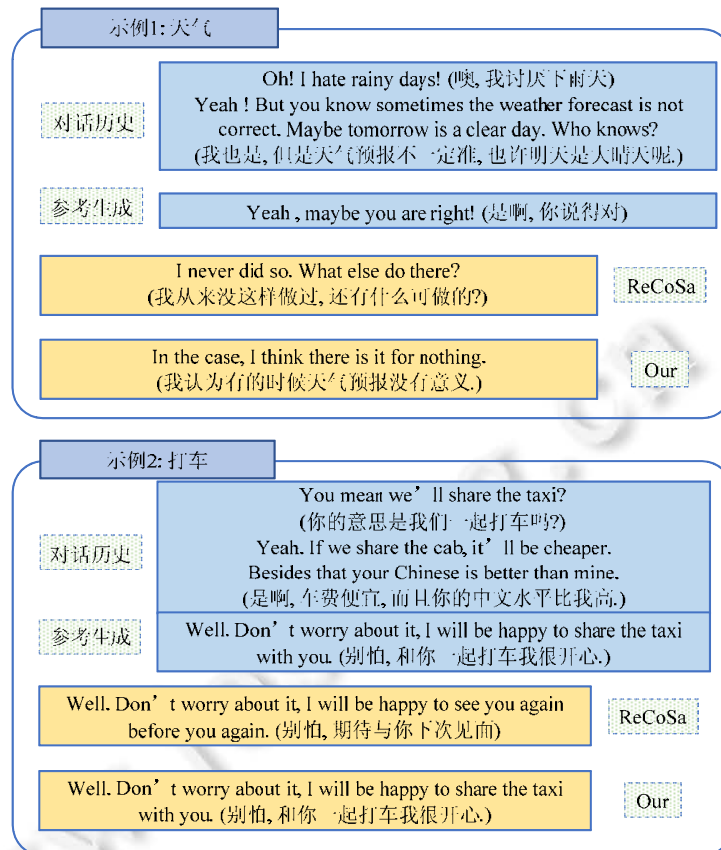 示例1: 天气
Oh! I hate rainy days! (噢, 我讨厌下雨天)
Yeah ! But you know sometimes the weather forecast is not
correct. Maybe tomorrow is a clear day. Who knows?
(我也是, 但是天气预报不一定准, 也许明天是大晴天呢.)
对话历史
参考生成
Yeah , maybe you are right! (是啊, 你说得对)
I never did so. What else do there?
(我从来没这样做过, 还有什么可做的?)
ReCoSa
In the case, I think there is it for nothing.
(我认为有的时候天气预报没有意义.)
Our
示例2: 打车
You mean we’ll share the taxi?
(你的意思是我们一起打车吗?)
Yeah. If we share the cab, it’ll be cheaper.
Besides that your Chinese is better than mine.
(是啊, 车费便宜, 而且你的中文水平比我高.)
对话历史
参考生成
Well. Don’t worry about it, I will be happy to share the taxi
with you. (别怕, 和你一起打车我很开心.)
Well. Don’t worry about it, I will be happy to see you again
before you again. (别怕, 期待与你下次见面)
ReCoSa
Well. Don’t worry about it, I will be happy to share the taxi
with you. (别怕, 和你一起打车我很开心.)
Our